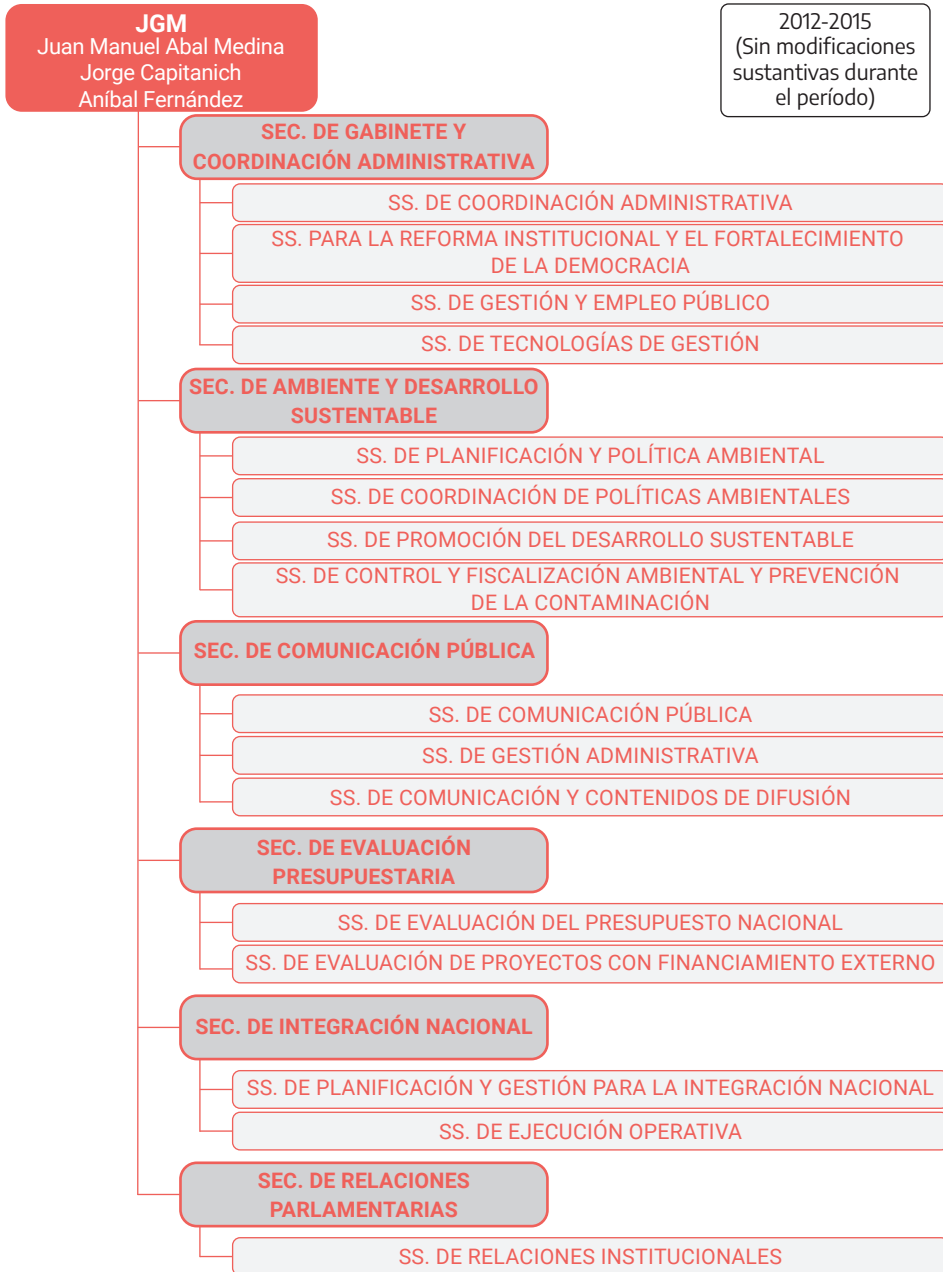 JGM
Juan Manuel Abal Medina
Jorge Capitanich
Aníbal Fernández
2012-2015
(Sin modificaciones
sustantivas durante
el período)
SEC. DE GABINETE Y
COORDINACIÓN ADMINISTRATIVA
SS. DE COORDINACIÓN ADMINISTRATIVA
SS. PARA LA REFORMA INSTITUCIONAL Y EL FORTALECIMIENTO
DE LA DEMOCRACIA
SS. DE GESTIÓN Y EMPLEO PÚBLICO
SS. DE TECNOLOGÍAS DE GESTIÓN
SEC. DE AMBIENTE Y DESARROLLO
SUSTENTABLE
SS. DE PLANIFICACIÓN Y POLÍTICA AMBIENTAL
SS. DE COORDINACIÓN DE POLÍTICAS AMBIENTALES
SS. DE PROMOCIÓN DEL DESARROLLO SUSTENTABLE
SS. DE CONTROL Y FISCALIZACIÓN AMBIENTAL Y PREVENCIÓN
DE LA CONTAMINACIÓN
SEC. DE COMUNICACIÓN PÚBLICA
SS. DE COMUNICACIÓN PÚBLICA
SS. DE GESTIÓN ADMINISTRATIVA
SS. DE COMUNICACIÓN Y CONTENIDOS DE DIFUSIÓN
SEC. DE EVALUACIÓN
PRESUPUESTARIA
SS. DE EVALUACIÓN DEL PRESUPUESTO NACIONAL
SS. DE EVALUACIÓN DE PROYECTOS CON FINANCIAMIENTO EXTERNO
SEC. DE INTEGRACIÓN NACIONAL
SS. DE PLANIFICACIÓN Y GESTIÓN PARA LA INTEGRACIÓN NACIONAL
SS. DE EJECUCIÓN OPERATIVA
SEC. DE RELACIONES
PARLAMENTARIAS
SS. DE RELACIONES INSTITUCIONALES